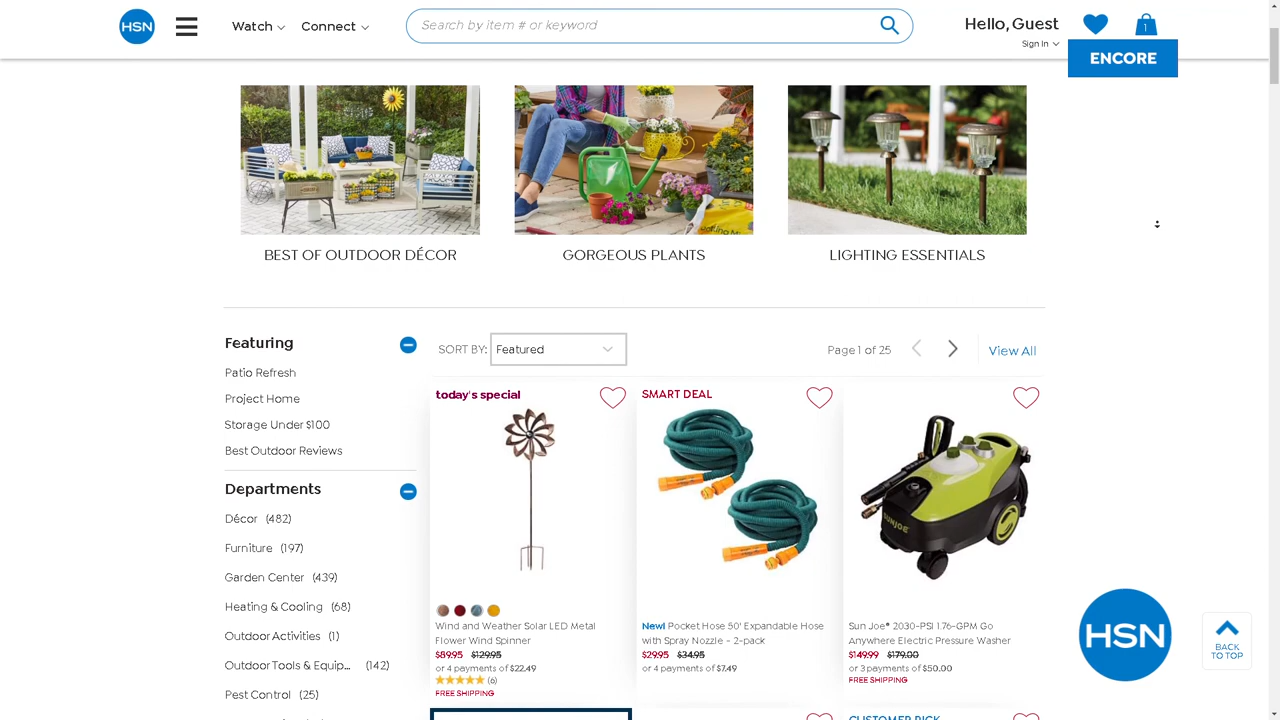 HSN
Watch
Connect
Search by item # or keyword
Hello, Guest
Sign In
1
ENCORE
BEST OF OUTDOOR DÉCOR
GORGEOUS PLANTS
LIGHTING ESSENTIALS
Featuring
Patio Refresh
Project Home
Storage Under $100
Best Outdoor Reviews
Departments
Décor (482)
Furniture (197)
Garden Center (439)
Heating & Cooling (68)
Outdoor Activities (1)
Outdoor Tools & Equip... (142)
Pest Control (25)
SORT BY: Featured
Page 1 of 25
View All
today's special
Wind and Weather Solar LED Metal
Flower Wind Spinner
$89.95 $129.95
or 4 payments of $22.49
(6)
FREE SHIPPING
SMART DEAL
New! Pocket Hose 50' Expandable Hose
with Spray Nozzle - 2-pack
$29.95 $34.95
or 4 payments of $7.49
SUNJOE
Sun Joe® 2030-PSI 1.76-GPM Go
Anywhere Electric Pressure Washer
$149.99 $179.00
or 3 payments of $50.00
FREE SHIPPING
CUSTOMER PICK
HSN
BACK
TO TOP